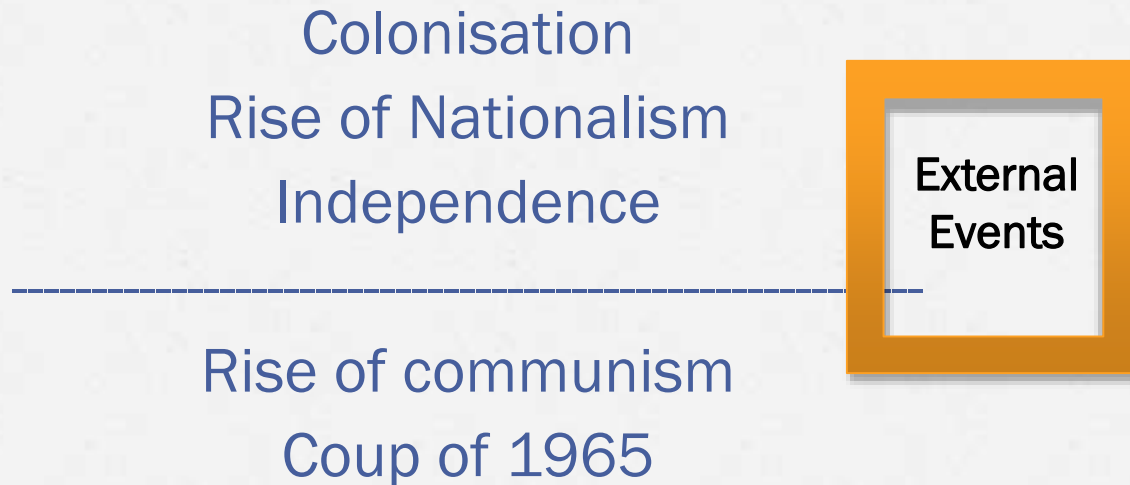 Colonisation
Rise of Nationalism
Independence
External
Events
Rise of communism
Coup of 1965